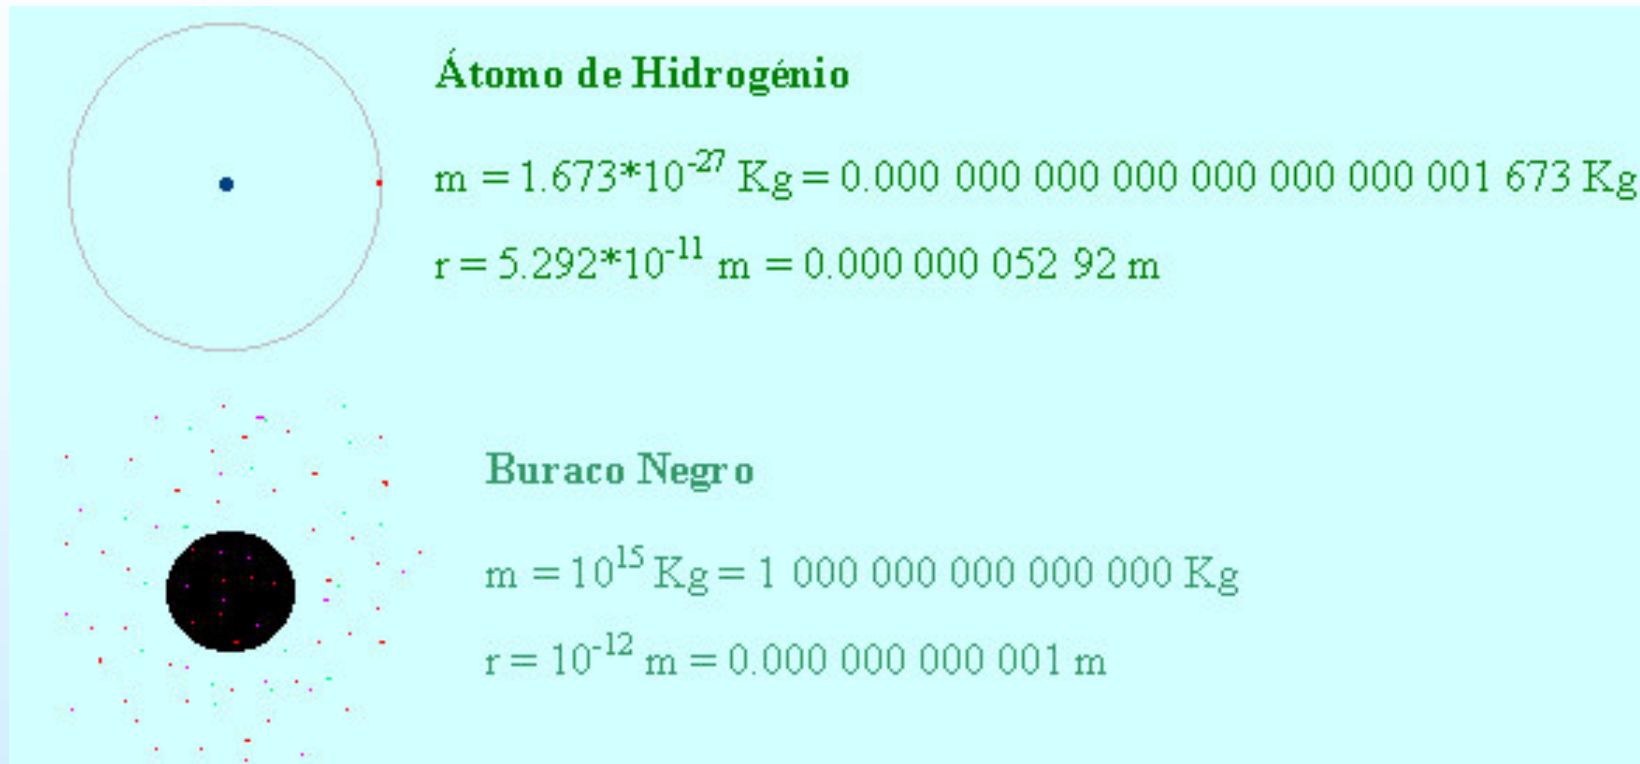 Átomo de Hidrogénio
m = 1.673*10⁻²⁷ Kg = 0.000 000 000 000 000 000 000 001 673 Kg
r = 5.292*10⁻¹¹ m = 0.000 000 052 92 m
Buraco Negro
m = 10¹⁵ Kg = 1 000 000 000 000 000 Kg
r = 10⁻¹² m = 0.000 000 000 001 m